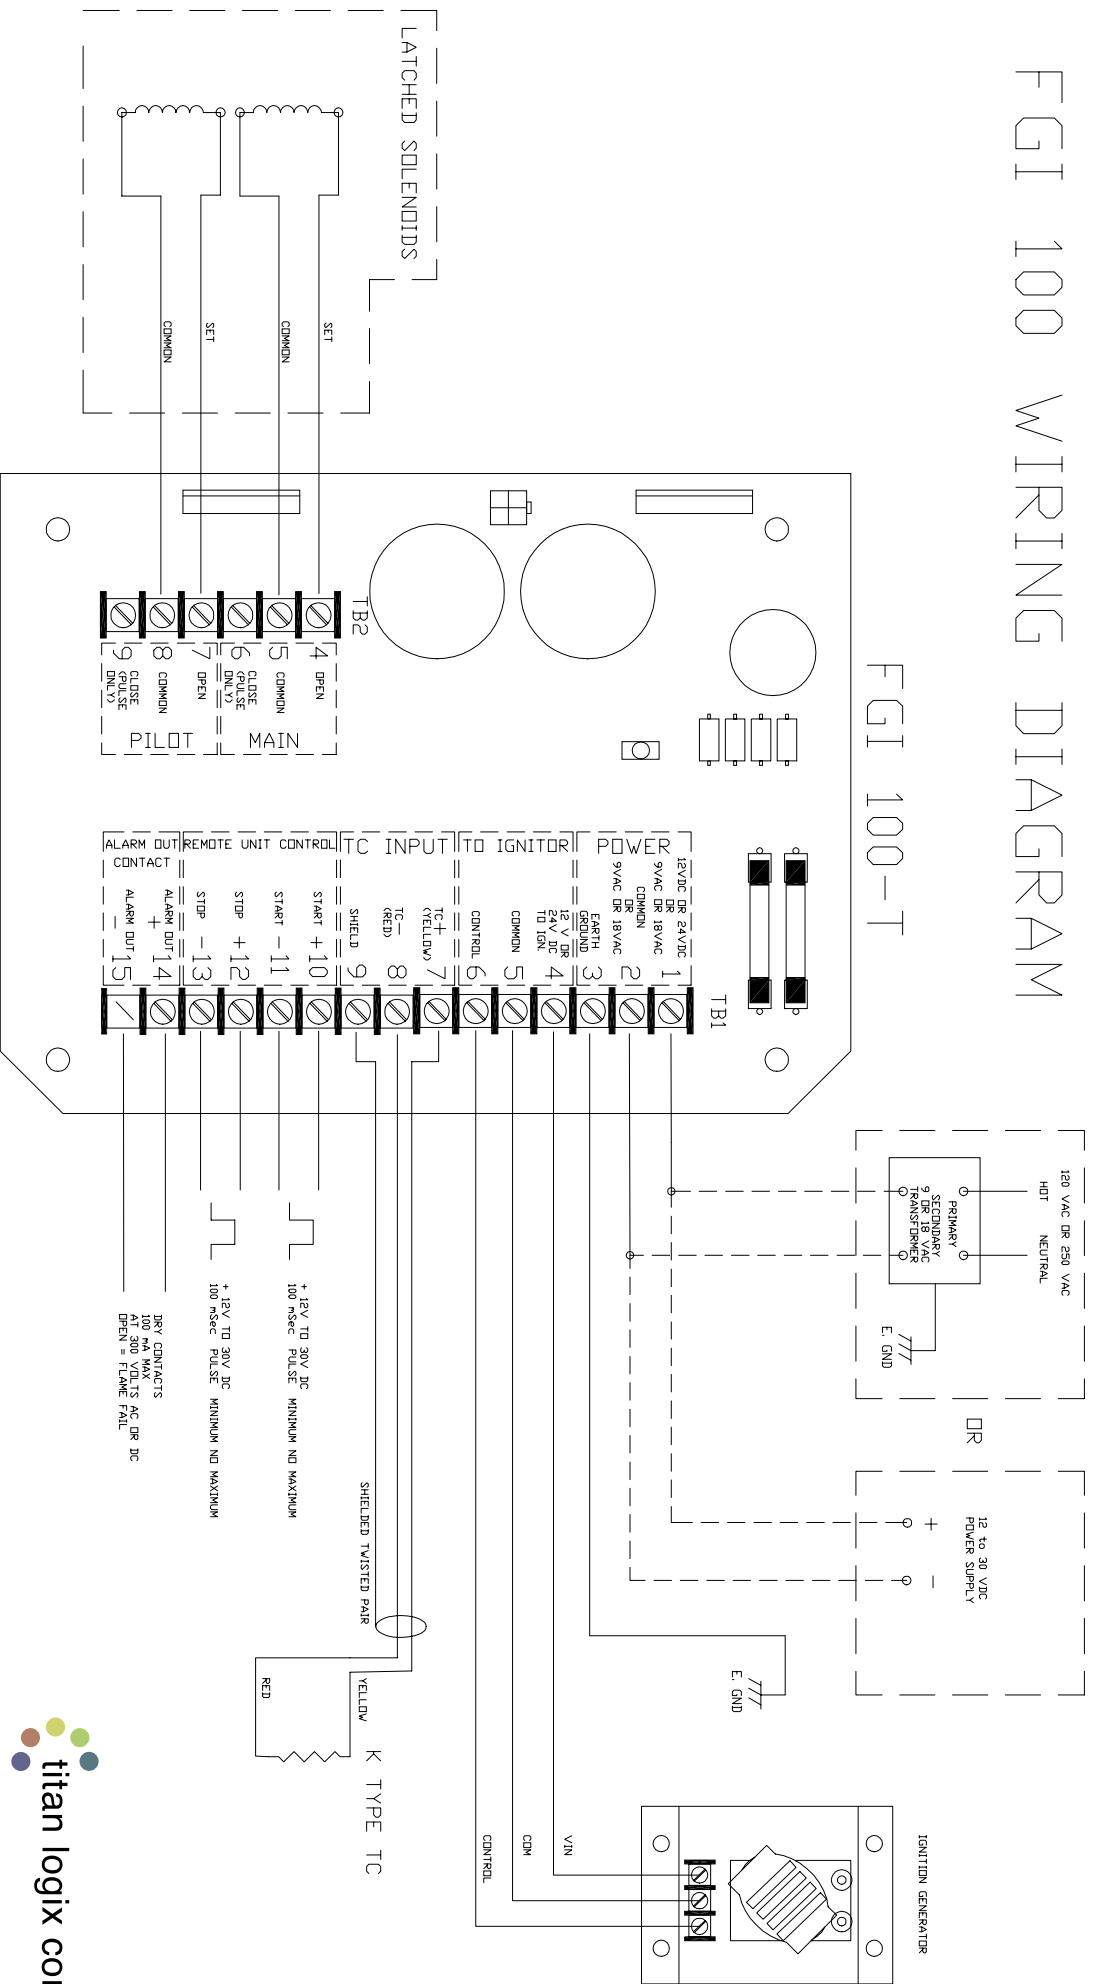 FGI 100 WIRING DIAGRAM
FGI 100-T
LATCHED SOLENOIDS
SET
COMMON
SET
COMMON
TB2
4 OPEN
5 COMMON
6 CLOSE
(PULSE
ONLY)
MAIN
7 OPEN
8 COMMON
9 CLOSE
(PULSE
ONLY)
PILOT
TB1
POWER
12VDC OR 24VDC
OR
9VAC OR 18VAC
1
COMMON
OR
9VAC OR 18VAC
2
EARTH
GROUND
3
TO IGNITOR
12 V OR
24V DC
TO IGN.
4
COMMON 5
CONTROL 6
TC INPUT
TC+
(YELLOW)
7
TC-
(RED)
8
SHIELD 9
REMOTE UNIT CONTROL
START +10
START -11
STOP +12
STOP -13
ALARM OUT
CONTACT
ALARM OUT
+
14
ALARM OUT
-
15
120 VAC OR 250 VAC
HOT
NEUTRAL
PRIMARY
SECONDARY
9 OR 18 VAC
TRANSFORMER
E. GND
OR
12 to 30 VDC
POWER SUPPLY
+
-
E. GND
IGNITION GENERATOR
VIN
COM
CONTROL
K TYPE TC
YELLOW
RED
SHIELDED TWISTED PAIR
+ 12V TO 30V DC
100 mSec PULSE MINIMUM NO MAXIMUM
+ 12V TO 30V DC
100 mSec PULSE MINIMUM NO MAXIMUM
DRY CONTACTS
100 mA MAX
AT 300 VOLTS AC OR DC
OPEN = FLAME FAIL
titan logix